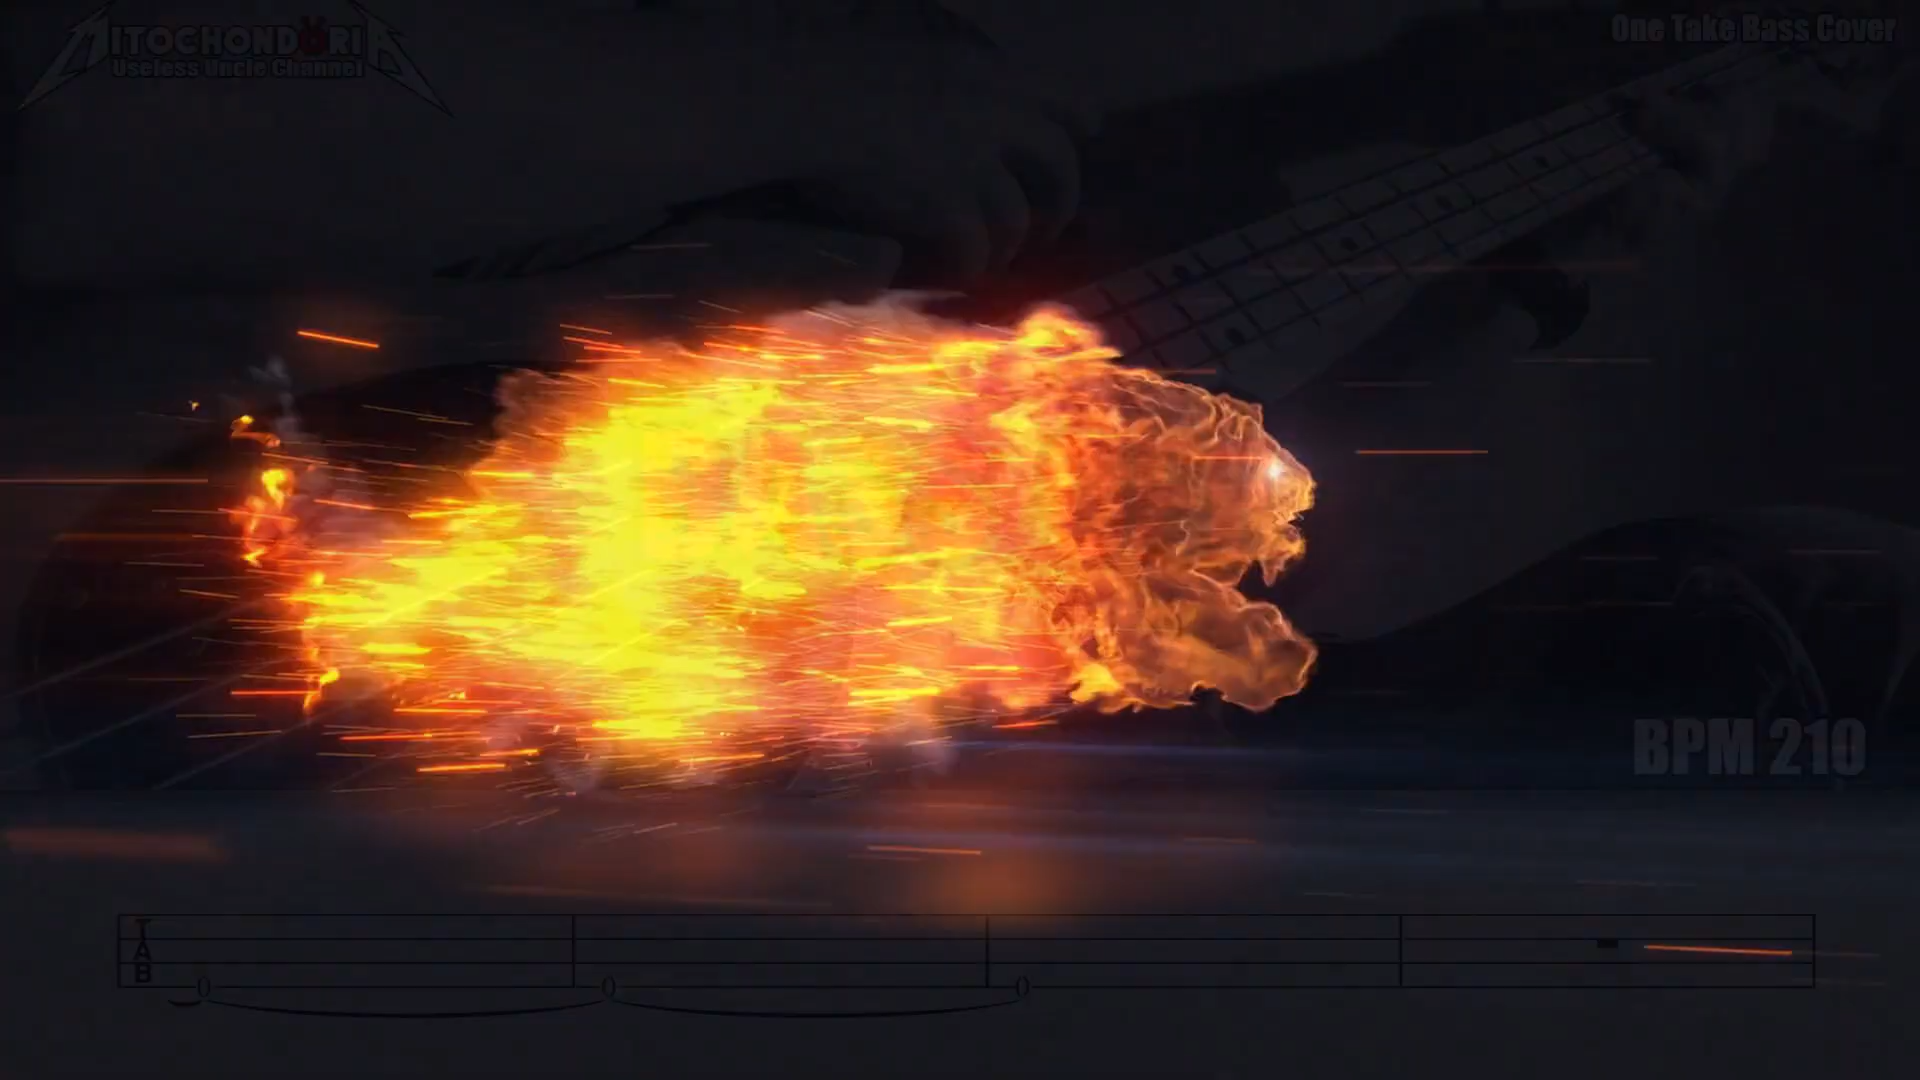 MITOCHONDRIA
Useless Uncle Channel
One Take Bass Cover
BPM 210
T
A
B
0 0 0